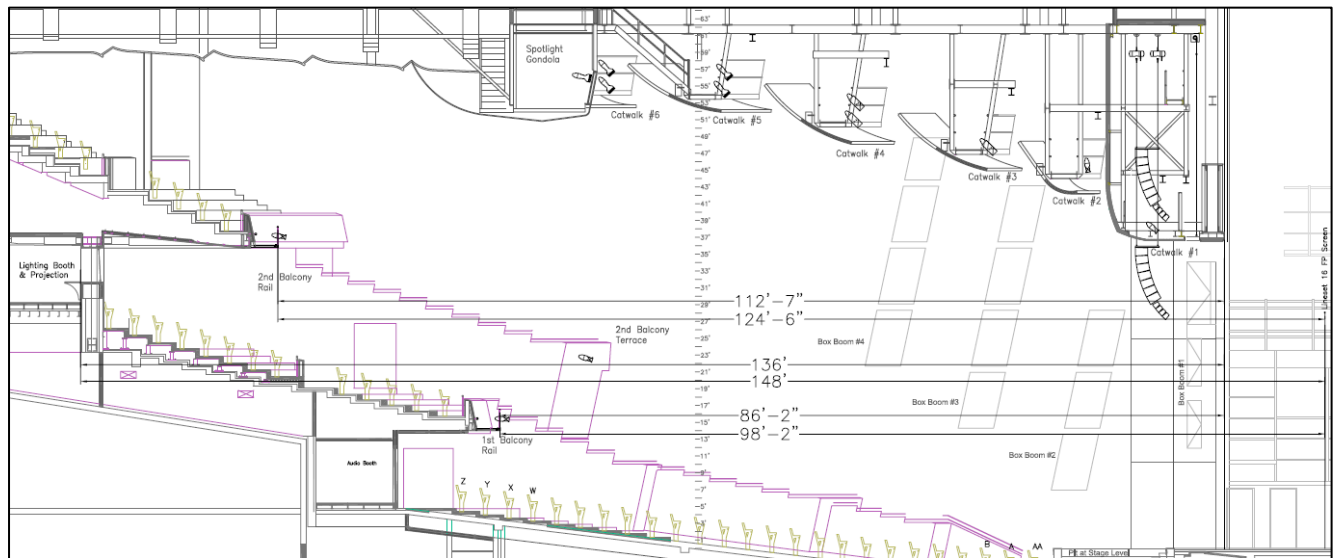 Spotlight
Gondola
Catwalk #6
Catwalk #5
Catwalk #4
Catwalk #3
Catwalk #2
Catwalk #1
63'
61'
59'
57'
55'
53'
51'
49'
47'
45'
43'
41'
39'
37'
35'
33'
31'
29'
27'
25'
23'
21'
19'
17'
15'
13'
11'
9'
7'
5'
3'
Lighting Booth
& Projection
2nd Balcony
Rail
112'-7"
124'-6"
2nd Balcony
Terrace
136'
148'
86'-2"
98'-2"
1st Balcony
Rail
Audio Booth
Box Boom #4
Box Boom #3
Box Boom #2
Box Boom #1
Lineset 16 FP Screen
Z
Y
X
W
B
A
AA
Pit at Stage Level